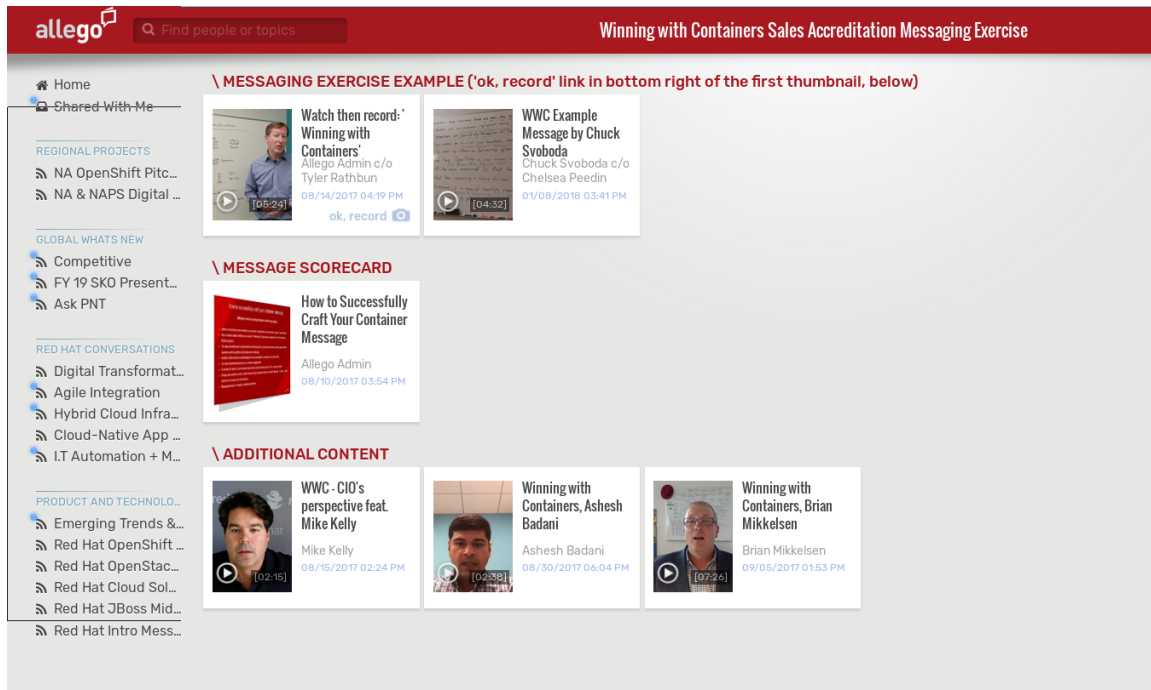 allego
Find people or topics
Winning with Containers Sales Accreditation Messaging Exercise
Home
Shared With Me
REGIONAL PROJECTS
NA OpenShift Pitc...
NA & NAPS Digital ...
GLOBAL WHATS NEW
Competitive
FY 19 SKO Present...
Ask PNT
RED HAT CONVERSATIONS
Digital Transformat...
Agile Integration
Hybrid Cloud Infra...
Cloud-Native App ...
I.T Automation + M...
PRODUCT AND TECHNOLO...
Emerging Trends &...
Red Hat OpenShift ...
Red Hat OpenStac...
Red Hat Cloud Sol...
Red Hat JBoss Mid...
Red Hat Intro Mess...
\ MESSAGING EXERCISE EXAMPLE ('ok, record' link in bottom right of the first thumbnail, below)
Watch then record: '
Winning with
Containers'
Allego Admin c/o
Tyler Rathbun
08/14/2017 04:19 PM
[05:24]
ok, record
WWC Example
Message by Chuck
Svoboda
Chuck Svoboda c/o
Chelsea Peedin
01/08/2018 03:41 PM
[04:32]
\ MESSAGE SCORECARD
How to Successfully
Craft Your Container
Message
Allego Admin
08/10/2017 03:54 PM
\ ADDITIONAL CONTENT
WWC - CIO's
perspective feat.
Mike Kelly
Mike Kelly
08/15/2017 02:24 PM
[02:15]
Winning with
Containers, Ashesh
Badani
Ashesh Badani
08/30/2017 06:04 PM
[02:38]
Winning with
Containers, Brian
Mikkelsen
Brian Mikkelsen
09/05/2017 01:53 PM
[07:26]